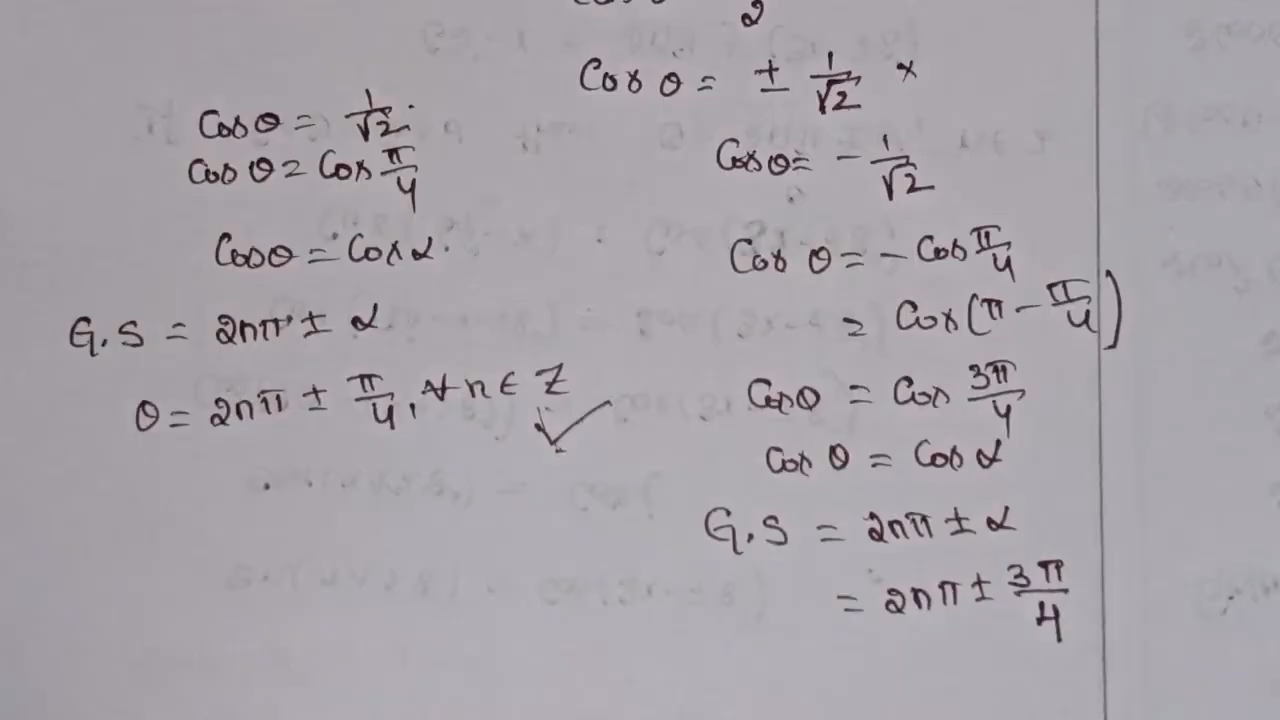 2
Cos θ = ± 1/√2 ×
Cos θ = 1/√2.
Cos θ = Cos π/4
Cos θ = Cos α.
G.S = 2nπ ± α
θ = 2nπ ± π/4, ∀ n ∈ Z ✓
Cos θ = - 1/√2
Cos θ = - Cos π/4
= Cos (π - π/4)
Cos θ = Cos 3π/4
Cos θ = Cos α
G.S = 2nπ ± α
= 2nπ ± 3π/4